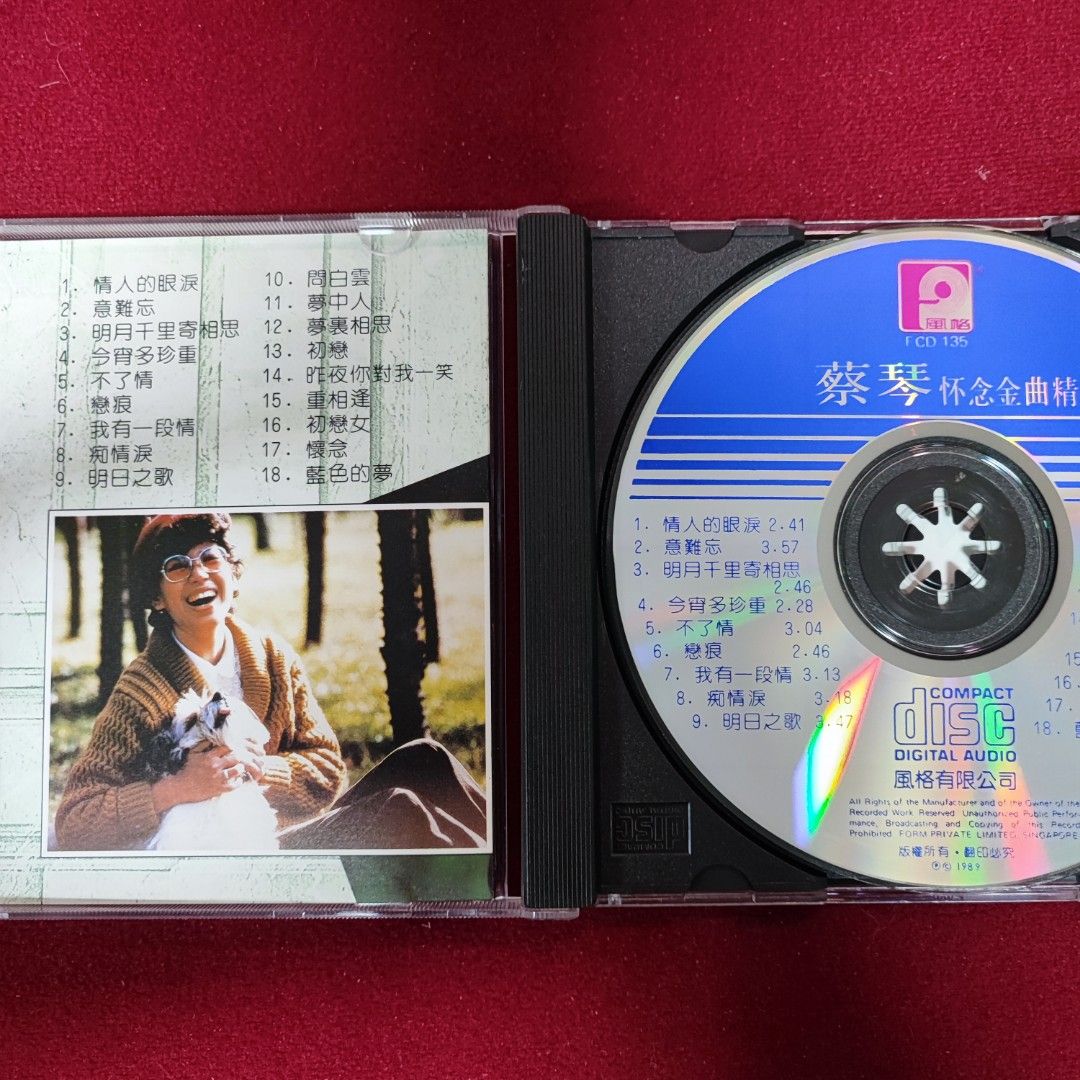 1. 情人的眼淚
2. 意難忘
3. 明月千里寄相思
4. 今宵多珍重
5. 不了情
6. 戀痕
7. 我有一段情
8. 痴情淚
9. 明日之歌
10. 問白雲
11. 夢中人
12. 夢裏相思
13. 初戀
14. 昨夜你對我一笑
15. 重相逢
16. 初戀女
17. 懷念
18. 藍色的夢
風格
FCD 135
蔡琴 怀念金曲精
1. 情人的眼淚 2.41
2. 意難忘 3.57
3. 明月千里寄相思
2.46
4. 今宵多珍重 2.28
5. 不了情 3.04
6. 戀痕 2.46
7. 我有一段情 3.13
8. 痴情淚 3.18
9. 明日之歌 3.47
15
16.
17.
18.
COMPACT
disc
DIGITAL AUDIO
風格有限公司
All Rights of the Manufacturer and of the Owner of the
Recorded Work Reserved Unauthorized Public Perfor
mance, Broadcasting and Copying of this Record
Prohibited FORM PRIVATE LIMITED SINGAPORE
版權所有・翻印必究
Ⓟ© 1989
COMPACT
disc
DIGITAL AUDIO